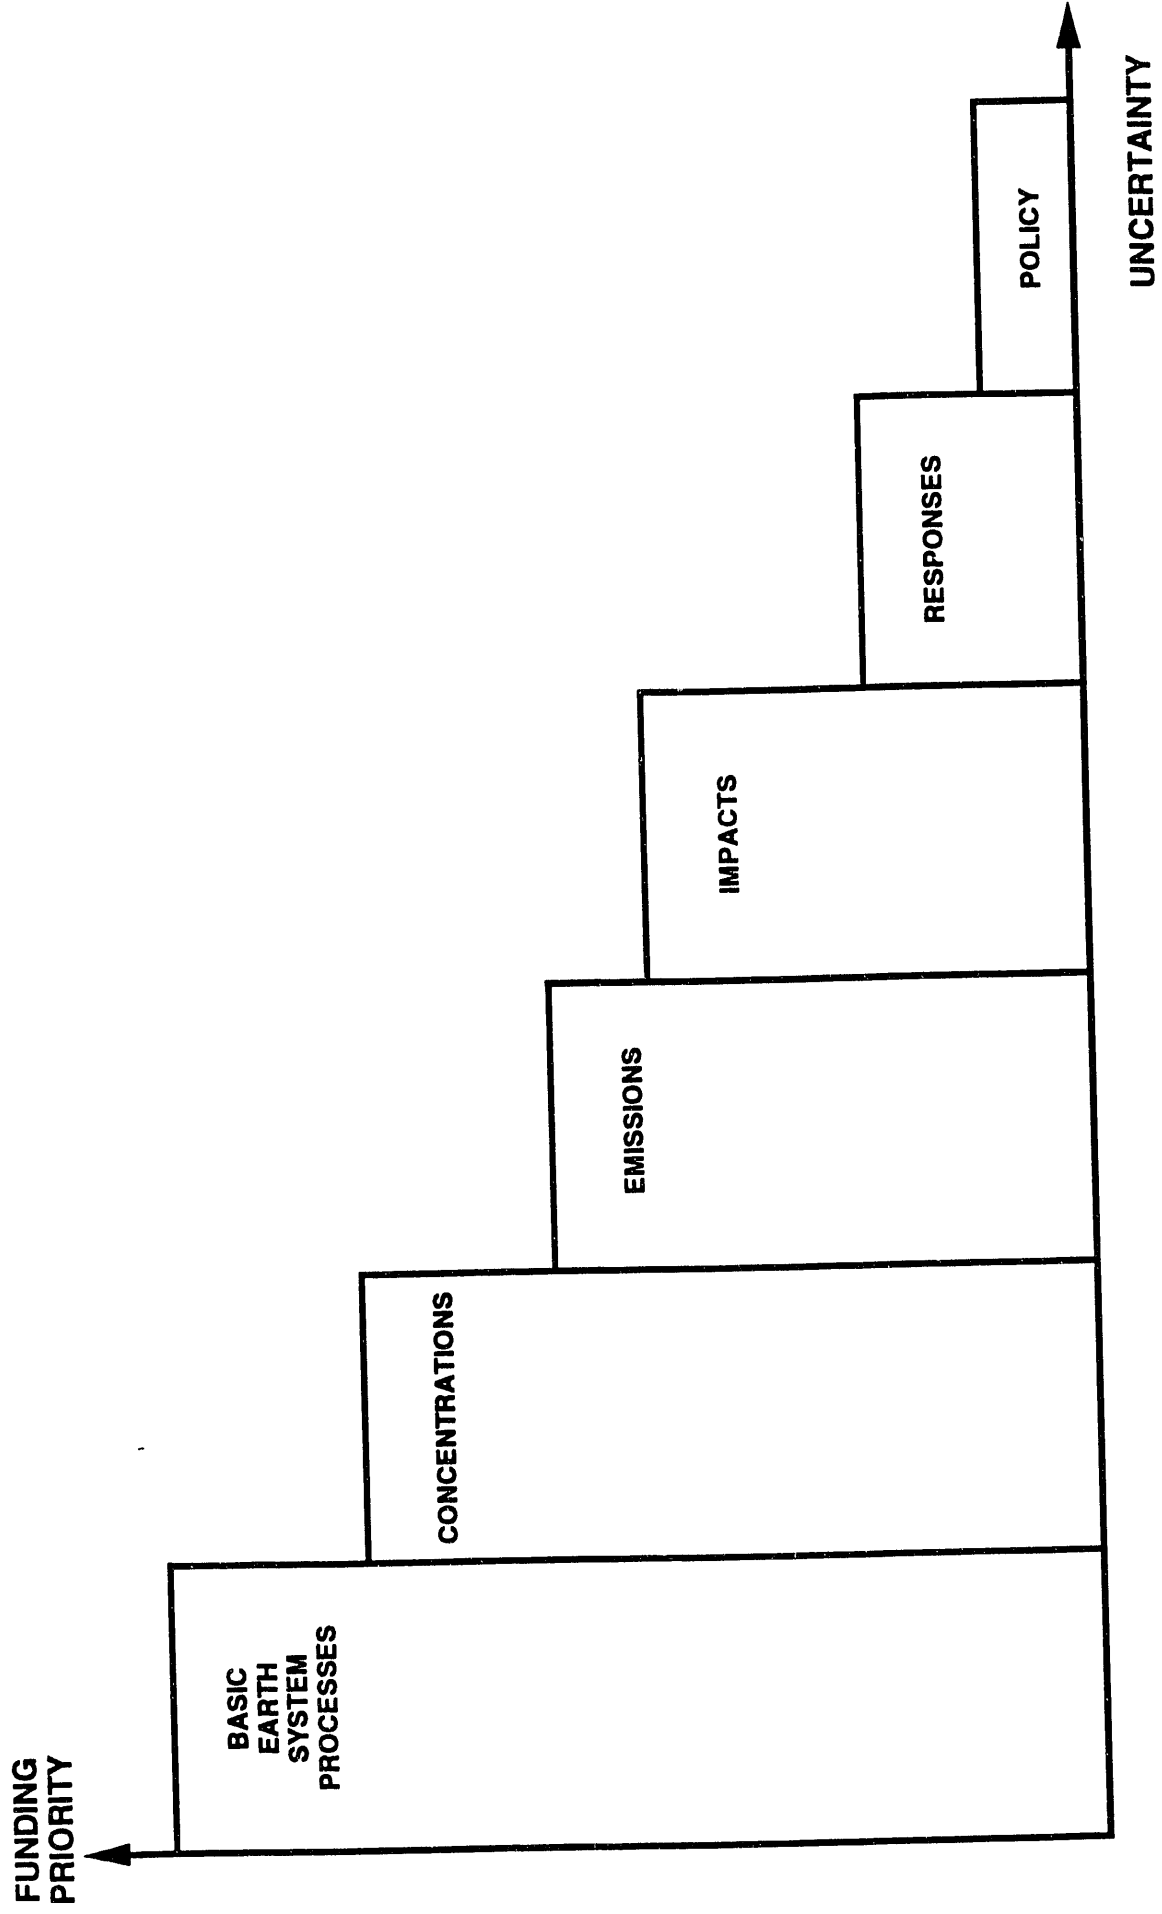 FUNDING
PRIORITY
BASIC
EARTH
SYSTEM
PROCESSES
CONCENTRATIONS
EMISSIONS
IMPACTS
RESPONSES
POLICY
UNCERTAINTY